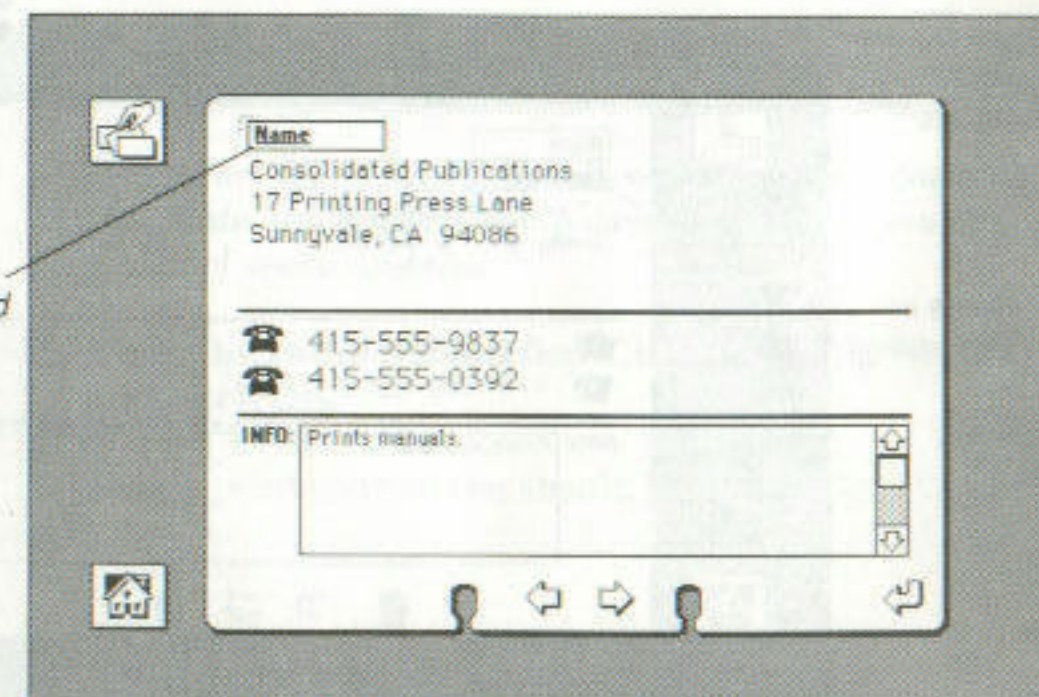 Name
Consolidated Publications
17 Printing Press Lane
Sunnyvale, CA 94086
415-555-9837
415-555-0392
INFO: Prints manuals.